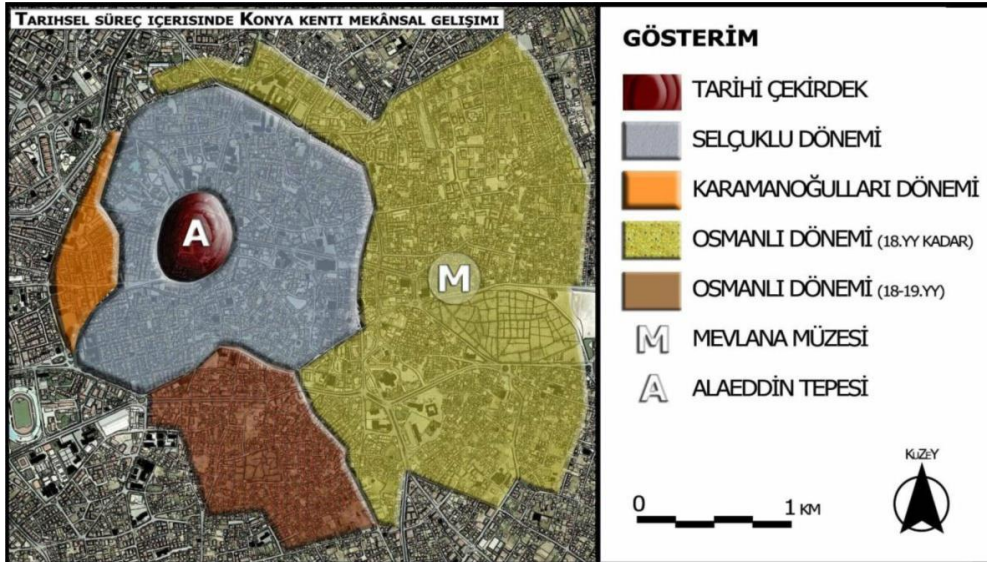 TARIHSEL SÜREÇ IÇERISINDE KONYA KENTI MEKÂNSAL GELIŞIMI
A
M
GÖSTERİM
TARİHİ ÇEKİRDEK
SELÇUKLU DÖNEMİ
KARAMANOĞULLARI DÖNEMİ
OSMANLI DÖNEMİ (18.YY KADAR)
OSMANLI DÖNEMİ (18-19.YY)
M MEVLANA MÜZESİ
A ALAEDDİN TEPESİ
KUZEY
0 1 KM